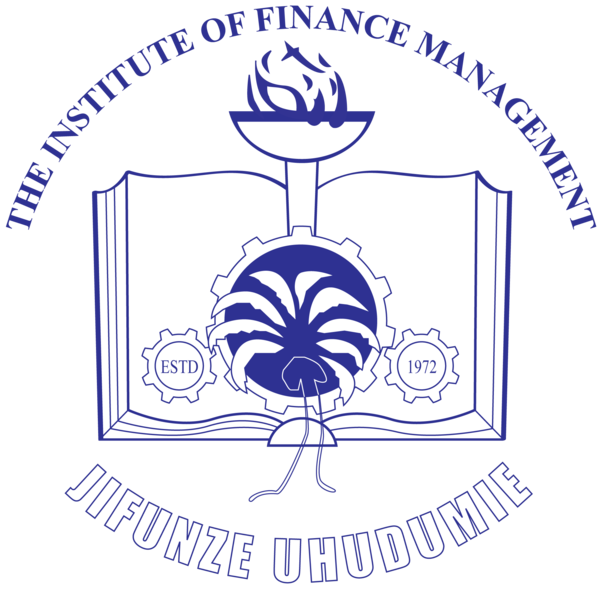 THE INSTITUTE OF FINANCE MANAGEMENT
ESTD
1972
JIFUNZE UHUDUMIE